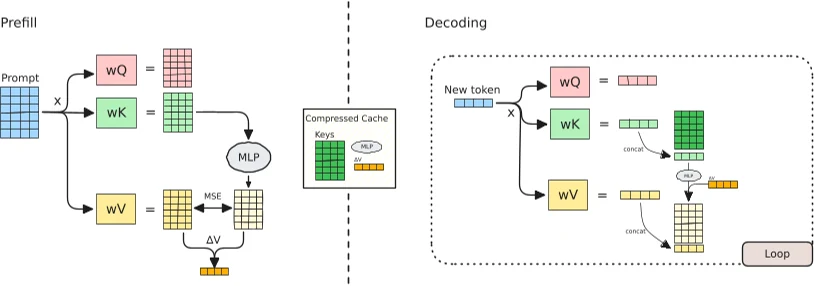 Prefill
Decoding
Prompt
x
wQ
=
wK
=
MLP
wV
=
MSE
ΔV
Compressed Cache
Keys
MLP
ΔV
New token
x
wQ
=
wK
=
concat
MLP
ΔV
wV
=
concat
Loop